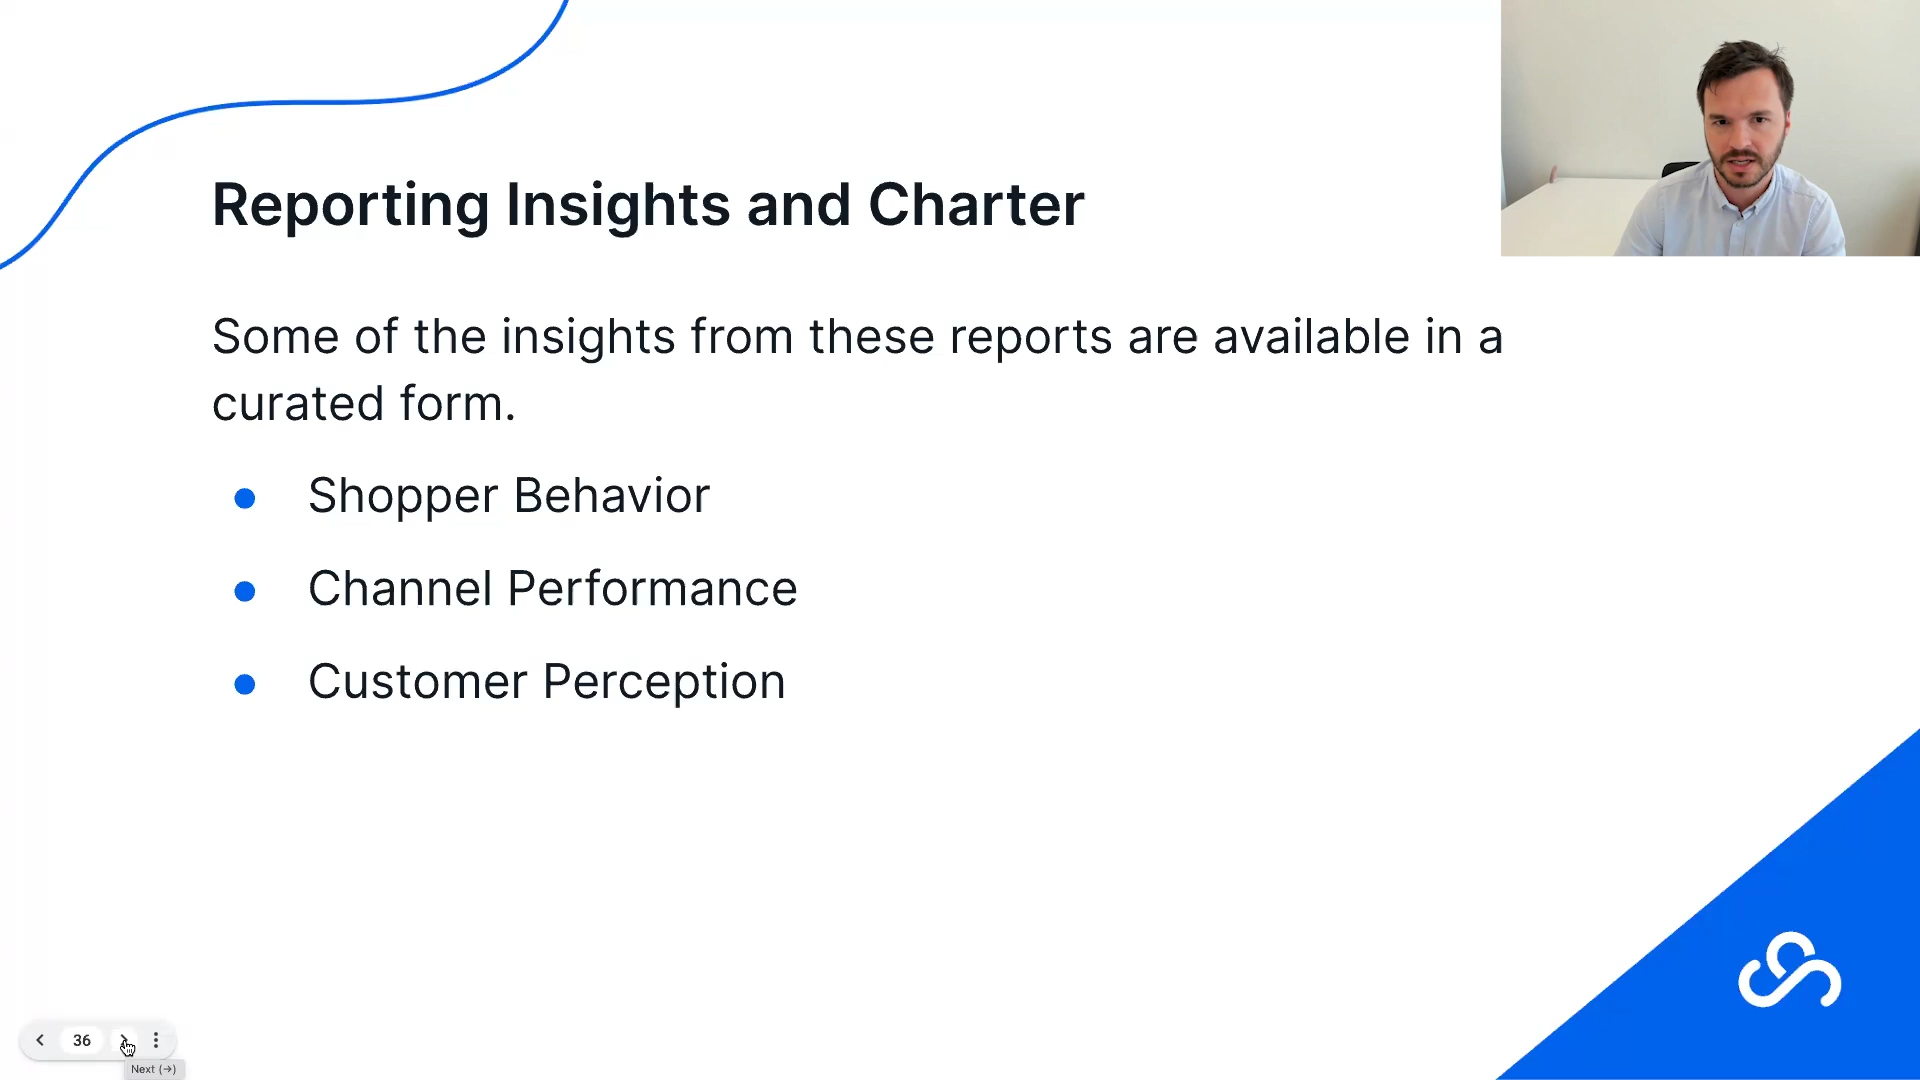 Reporting Insights and Charter
Some of the insights from these reports are available in a
curated form.
● Shopper Behavior
● Channel Performance
● Customer Perception
36
Next (→)